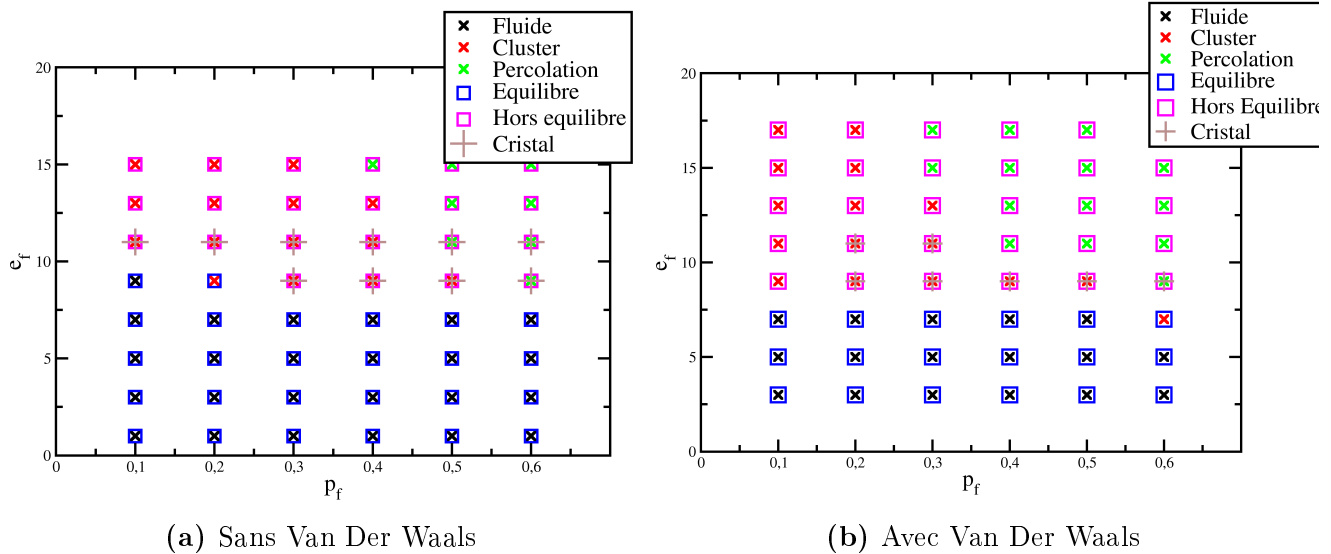 Fluide
Cluster
Percolation
Equilibre
Hors equilibre
Cristal
20
15
10
5
0
e_f
0 0,1 0,2 0,3 0,4 0,5 0,6
p_f
(a) Sans Van Der Waals
Fluide
Cluster
Percolation
Equilibre
Hors Equilibre
Cristal
20
15
10
5
0
e_f
0 0,1 0,2 0,3 0,4 0,5 0,6
p_f
(b) Avec Van Der Waals